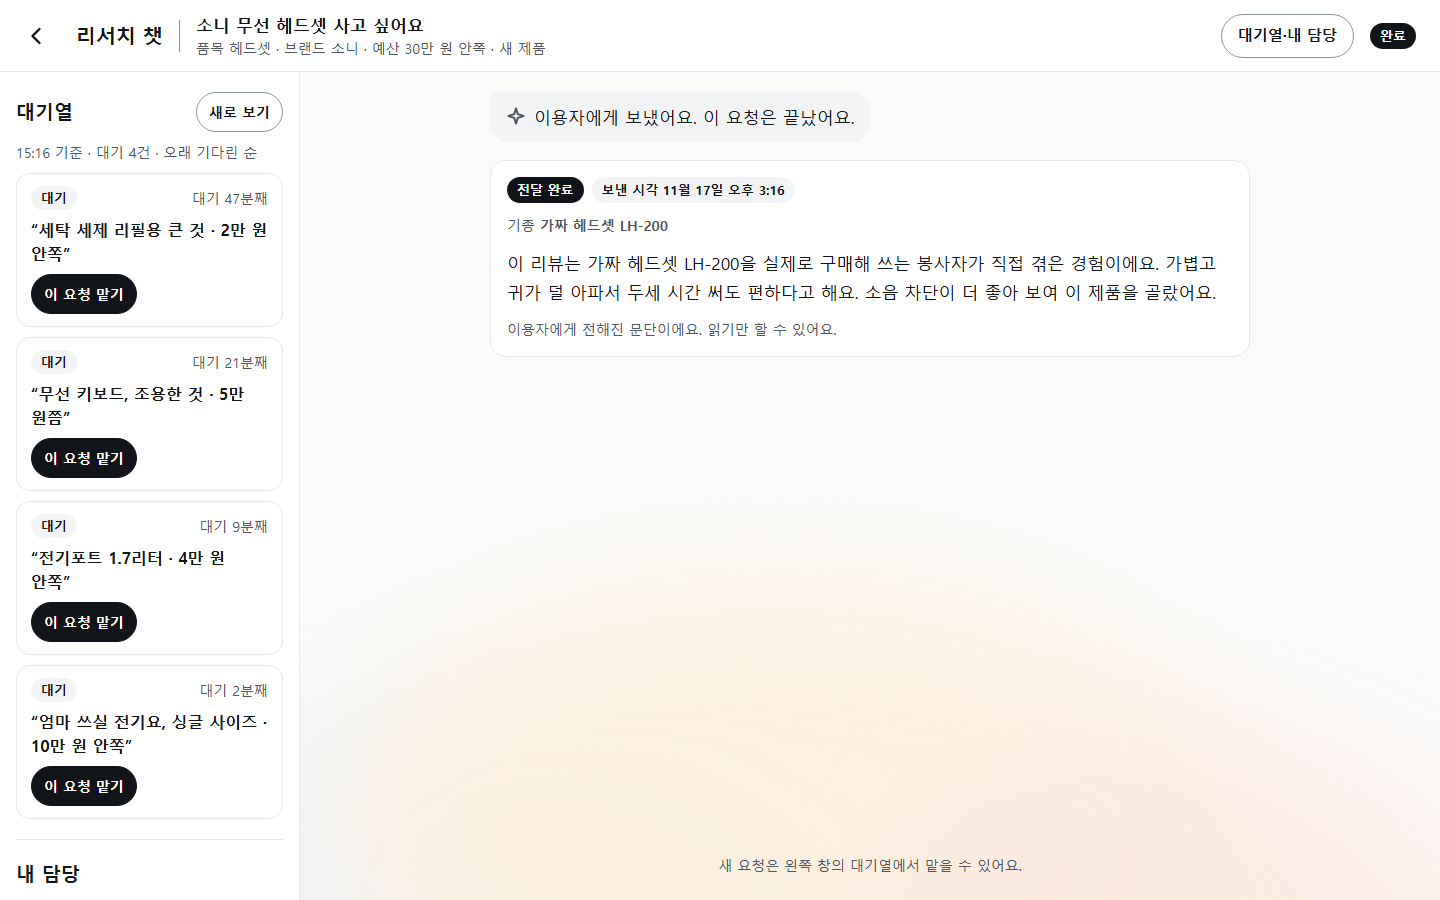 리서치 챗
소니 무선 헤드셋 사고 싶어요
품목 헤드셋 · 브랜드 소니 · 예산 30만 원 안쪽 · 새 제품
대기열·내 담당
완료
대기열
새로 보기
15:16 기준 · 대기 4건 · 오래 기다린 순
대기
대기 47분째
“세탁 세제 리필용 큰 것 · 2만 원
안쪽”
이 요청 맡기
대기
대기 21분째
“무선 키보드, 조용한 것 · 5만
원쯤”
이 요청 맡기
대기
대기 9분째
“전기포트 1.7리터 · 4만 원
안쪽”
이 요청 맡기
대기
대기 2분째
“엄마 쓰실 전기요, 싱글 사이즈 ·
10만 원 안쪽”
이 요청 맡기
내 담당
이용자에게 보냈어요. 이 요청은 끝났어요.
전달 완료
보낸 시각 11월 17일 오후 3:16
기종 가짜 헤드셋 LH-200
이 리뷰는 가짜 헤드셋 LH-200을 실제로 구매해 쓰는 봉사자가 직접 겪은 경험이에요. 가볍고
귀가 덜 아파서 두세 시간 써도 편하다고 해요. 소음 차단이 더 좋아 보여 이 제품을 골랐어요.
이용자에게 전해진 문단이에요. 읽기만 할 수 있어요.
새 요청은 왼쪽 창의 대기열에서 맡을 수 있어요.